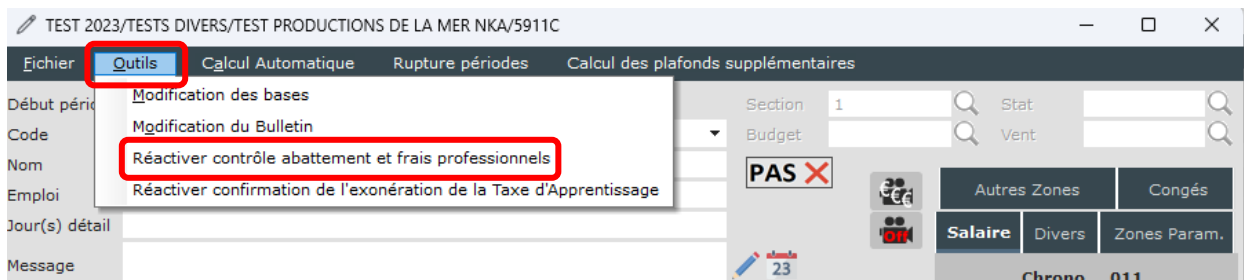 TEST 2023/TESTS DIVERS/TEST PRODUCTIONS DE LA MER NKA/5911C
Fichier Outils Calcul Automatique Rupture périodes Calcul des plafonds supplémentaires
Modification des bases
Modification du Bulletin
Réactiver contrôle abattement et frais professionnels
Réactiver confirmation de l'exonération de la Taxe d'Apprentissage
Début pério
Code
Nom
Emploi
Jour(s) détail
Message
Section 1 Stat
Budget Vent
PAS
€€€
Off
23
Autres Zones Congés
Salaire Divers Zones Param.
Chrono 011